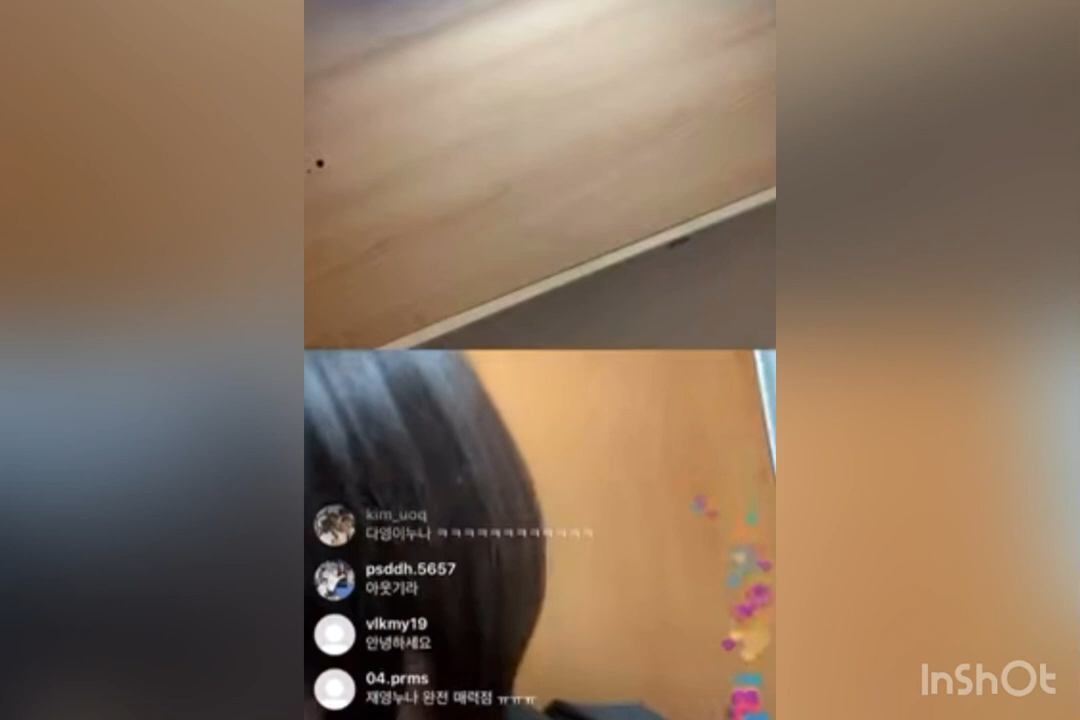 kim_uoq
다영이누나 ㅋㅋㅋㅋㅋㅋㅋㅋㅋㅋㅋㅋ
psddh.5657
아웃기라
vlkmy19
안녕하세요
04.prms
재영누나 완전 매력점 ㅠㅠㅠ
InShOt